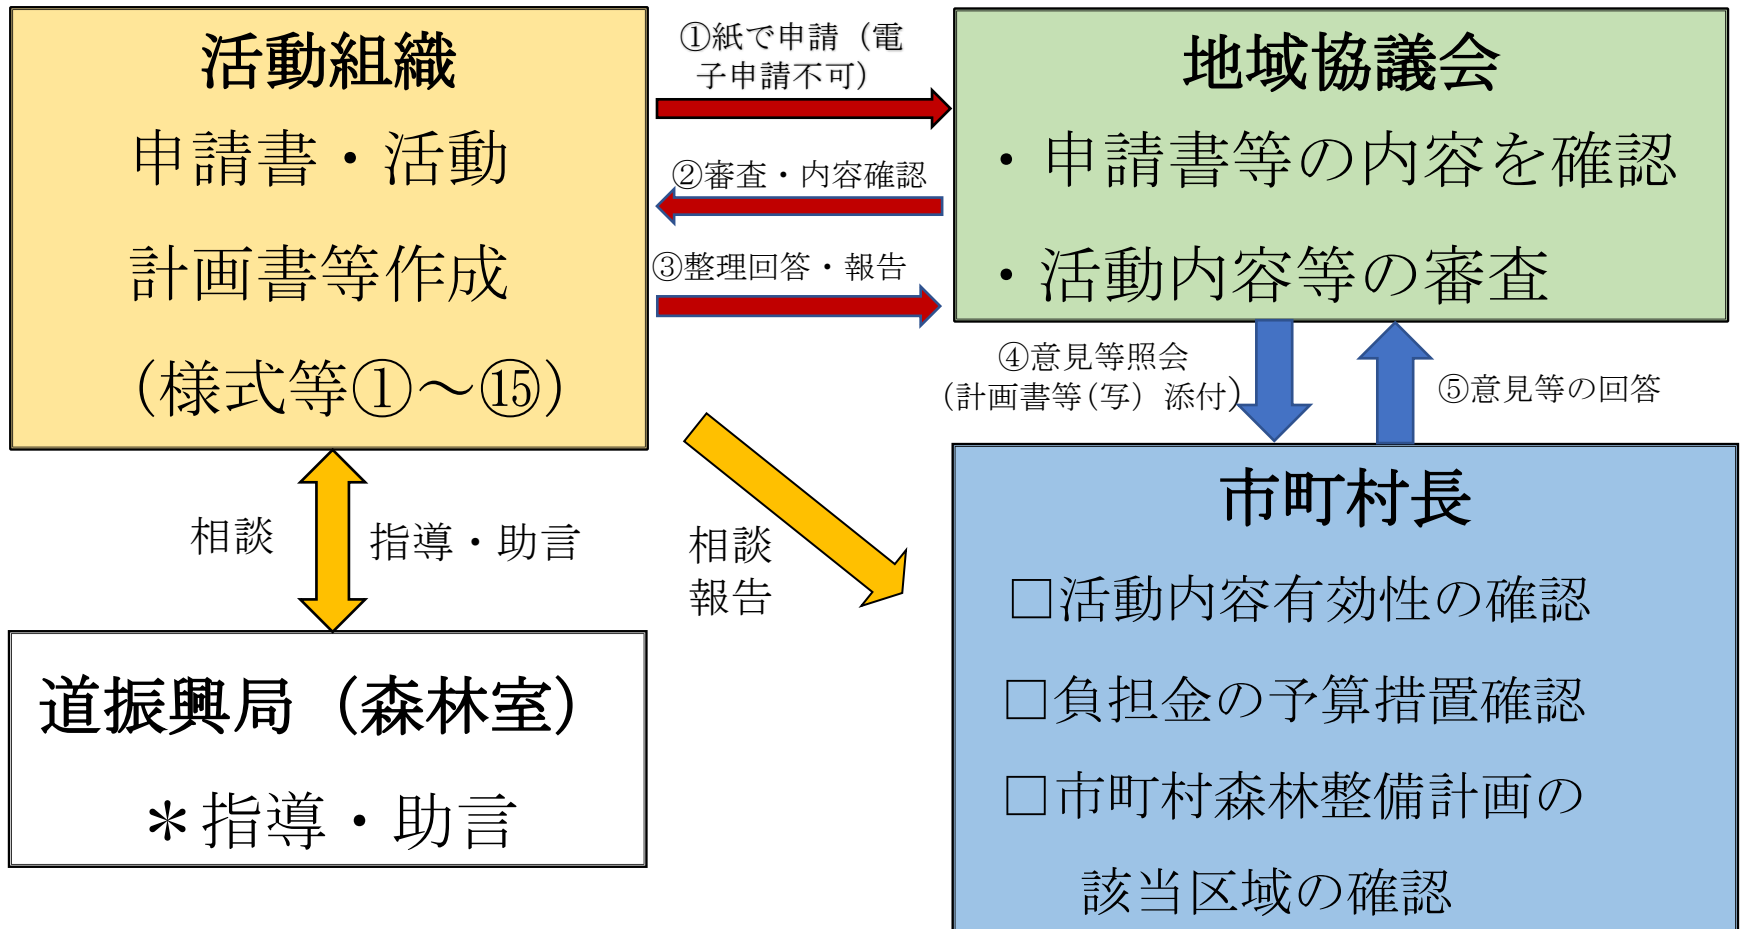 活動組織
申請書・活動
計画書等作成
（様式等①～⑮）
①紙で申請（電
子申請不可）
②審査・内容確認
③整理回答・報告
地域協議会
・申請書等の内容を確認
・活動内容等の審査
④意見等照会
（計画書等（写）添付）
⑤意見等の回答
相談
指導・助言
相談
報告
道振興局（森林室）
＊指導・助言
市町村長
□活動内容有効性の確認
□負担金の予算措置確認
□市町村森林整備計画の
該当区域の確認